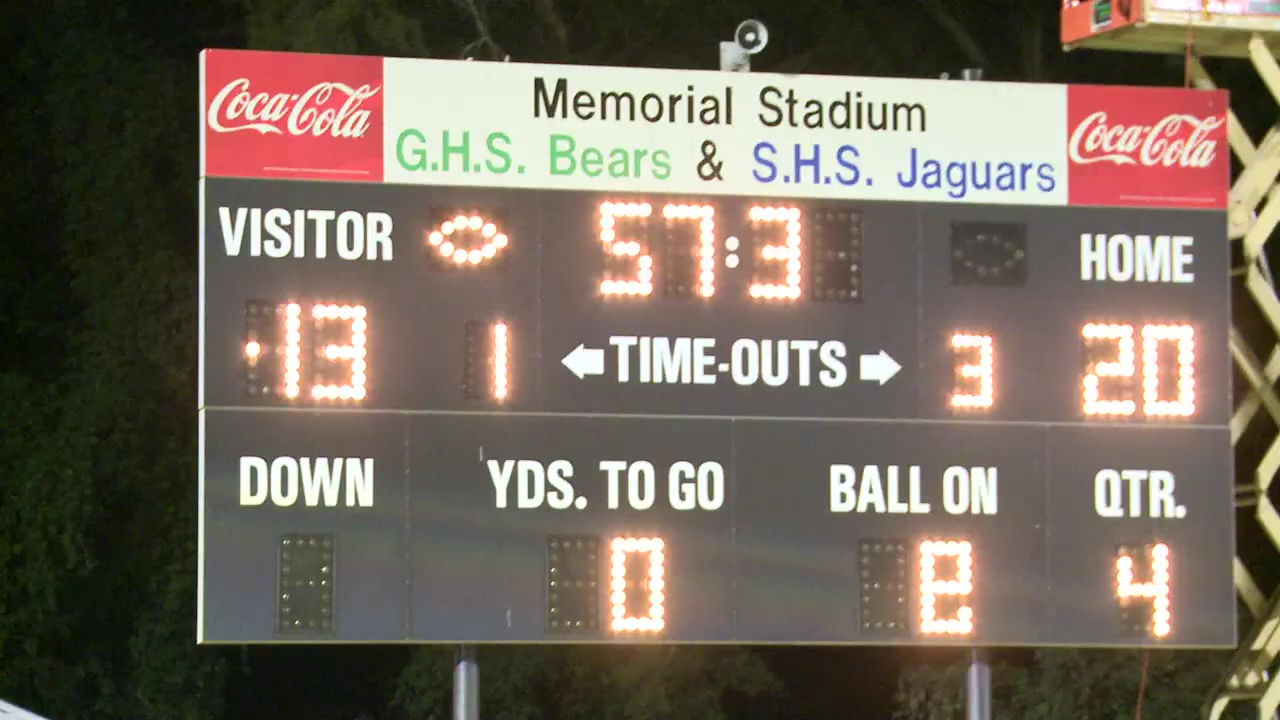 Coca-Cola Memorial Stadium Coca-Cola
G.H.S. Bears & S.H.S. Jaguars
VISITOR 57:3 HOME
13 1 TIME-OUTS 3 20
DOWN YDS. TO GO BALL ON QTR.
0 8 4